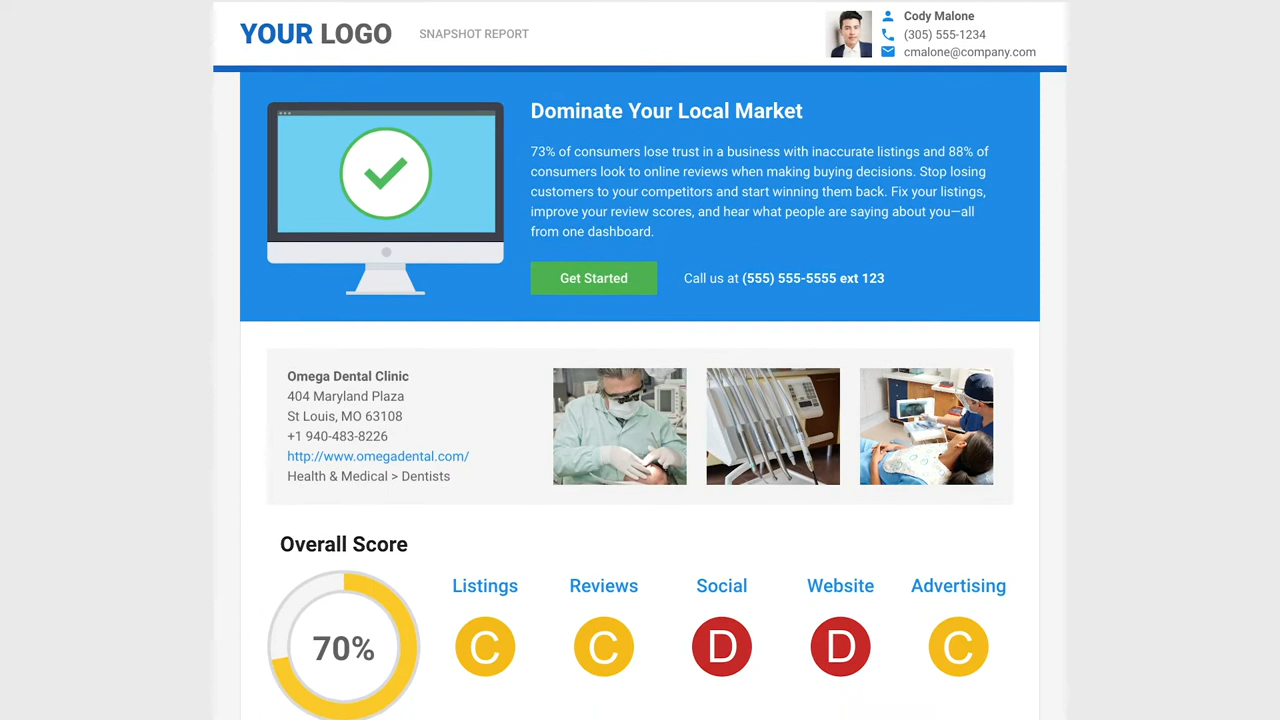 YOUR LOGO
SNAPSHOT REPORT
Cody Malone
(305) 555-1234
cmalone@company.com
Dominate Your Local Market
73% of consumers lose trust in a business with inaccurate listings and 88% of
consumers look to online reviews when making buying decisions. Stop losing
customers to your competitors and start winning them back. Fix your listings,
improve your review scores, and hear what people are saying about you—all
from one dashboard.
Get Started
Call us at (555) 555-5555 ext 123
Omega Dental Clinic
404 Maryland Plaza
St Louis, MO 63108
+1 940-483-8226
http://www.omegadental.com/
Health & Medical > Dentists
Overall Score
70%
Listings
Reviews
Social
Website
Advertising
C
C
D
D
C